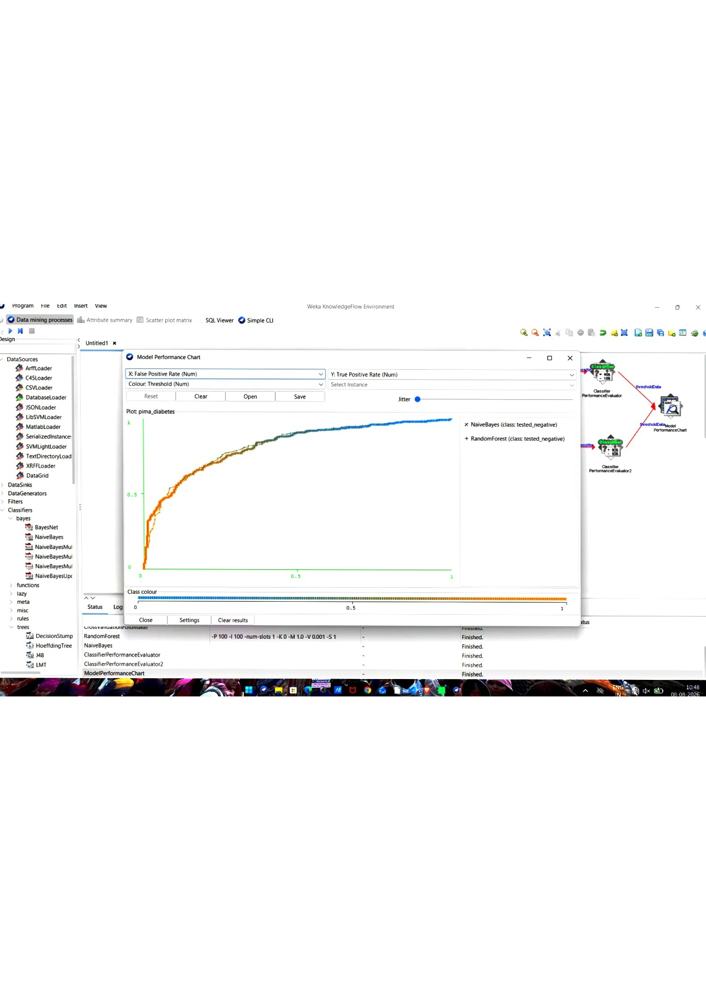 Program File Edit Insert View
Weka KnowledgeFlow Environment
Data mining processes Attribute summary Scatter plot matrix SQL Viewer Simple CLI
Design
Untitled1
DataSources
ArffLoader
C45Loader
CSVLoader
DatabaseLoader
JSONLoader
LibSVMLoader
MatlabLoader
SerializedInstance:
SVMLightLoader
TextDirectoryLoad
XRFFLoader
DataGrid
DataSinks
DataGenerators
Filters
Classifiers
bayes
BayesNet
NaiveBayes
NaiveBayesMul
NaiveBayesMul
NaiveBayesMul
NaiveBayesUpc
functions
lazy
meta
misc
rules
trees
DecisionStump
HoeffdingTree
J48
LMT
Model Performance Chart
X: False Positive Rate (Num)
Y: True Positive Rate (Num)
Colour: Threshold (Num)
Select Instance
Reset Clear Open Save
Jitter
Plot: pima_diabetes
1
0.5
0
0 0.5 1
NaiveBayes (class: tested_negative)
RandomForest (class: tested_negative)
Class colour
0 0.5 1
Close Settings Clear results
Classifier
PerformanceEvaluator
thresholdData
thresholdData
Model
PerformanceChart
Classifier
PerformanceEvaluator2
Status Log
atus
CrossValidationFoldMaker - Finished.
RandomForest -P 100 -I 100 -num-slots 1 -K 0 -M 1.0 -V 0.001 -S 1 - Finished.
NaiveBayes - Finished.
ClassifierPerformanceEvaluator - Finished.
ClassifierPerformanceEvaluator2 - Finished.
ModelPerformanceChart - Finished.
ENG
IN
10:48
08-08-2026